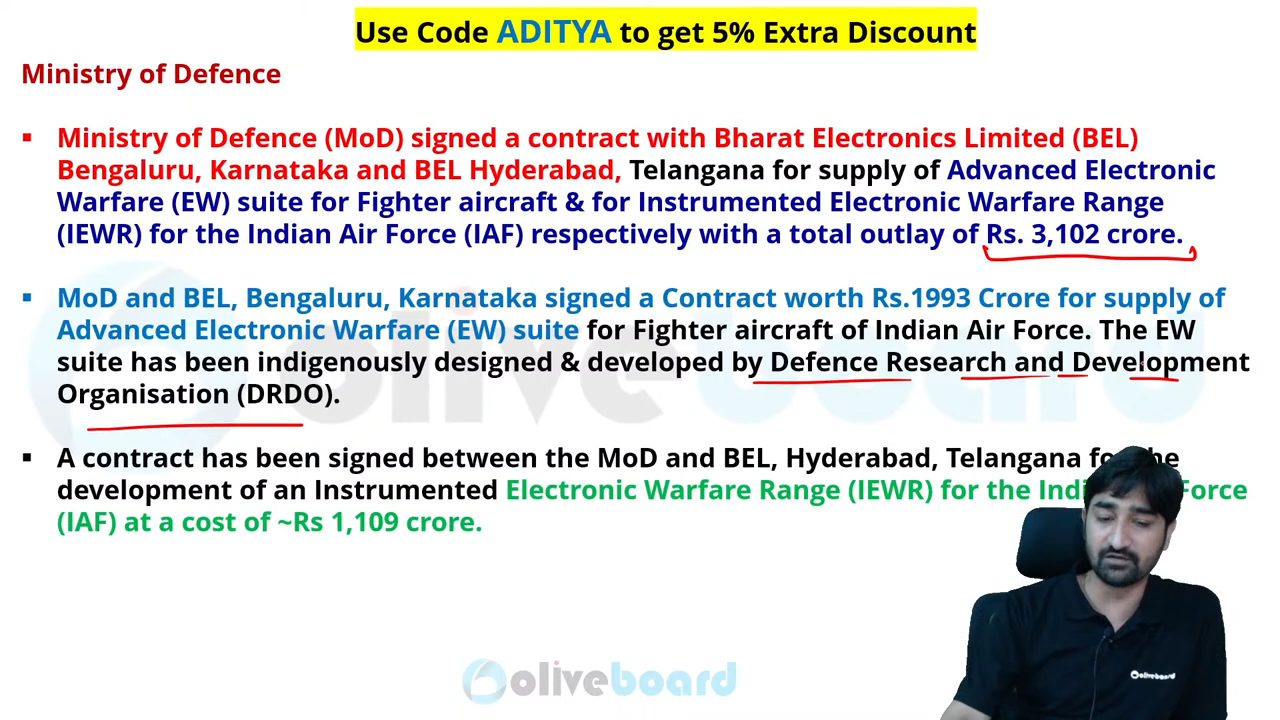 Use Code ADITYA to get 5% Extra Discount
Ministry of Defence
▪ Ministry of Defence (MoD) signed a contract with Bharat Electronics Limited (BEL)
Bengaluru, Karnataka and BEL Hyderabad, Telangana for supply of Advanced Electronic
Warfare (EW) suite for Fighter aircraft & for Instrumented Electronic Warfare Range
(IEWR) for the Indian Air Force (IAF) respectively with a total outlay of Rs. 3,102 crore.
▪ MoD and BEL, Bengaluru, Karnataka signed a Contract worth Rs.1993 Crore for supply of
Advanced Electronic Warfare (EW) suite for Fighter aircraft of Indian Air Force. The EW
suite has been indigenously designed & developed by Defence Research and Development
Organisation (DRDO).
▪ A contract has been signed between the MoD and BEL, Hyderabad, Telangana
development of an Instrumented Electronic Warfare Range (IEWR) for the Force
(IAF) at a cost of ~Rs 1,109 crore.
oliveboard
oliveboard
oliveboard